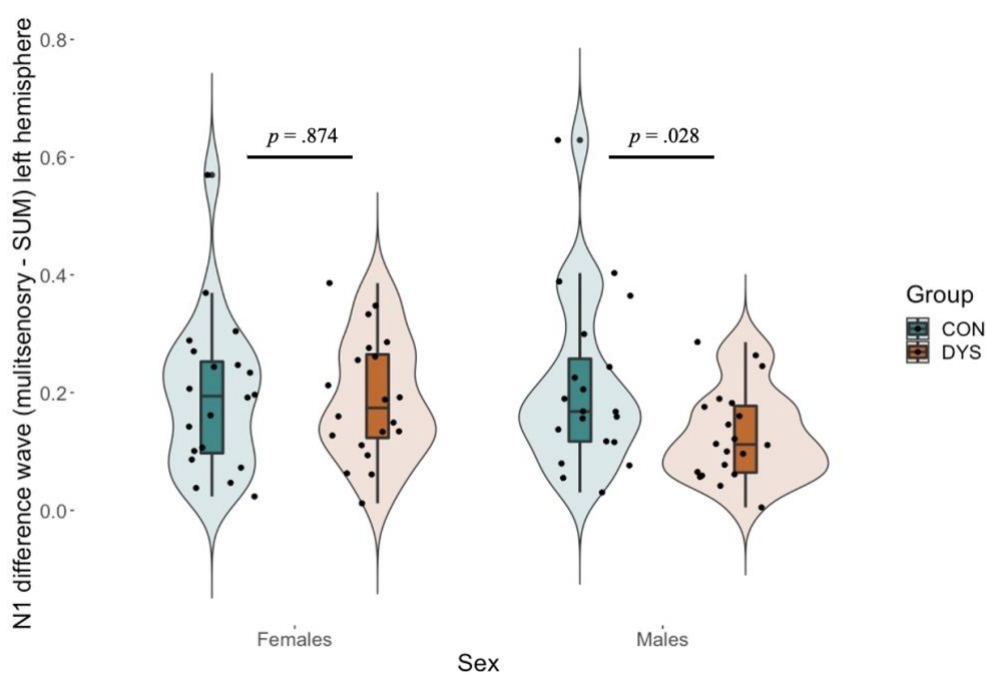 N1 difference wave (mulitsenosry - SUM) left hemisphere
0.8
0.6
0.4
0.2
0.0
p = .874
p = .028
Females
Males
Sex
Group
CON
DYS